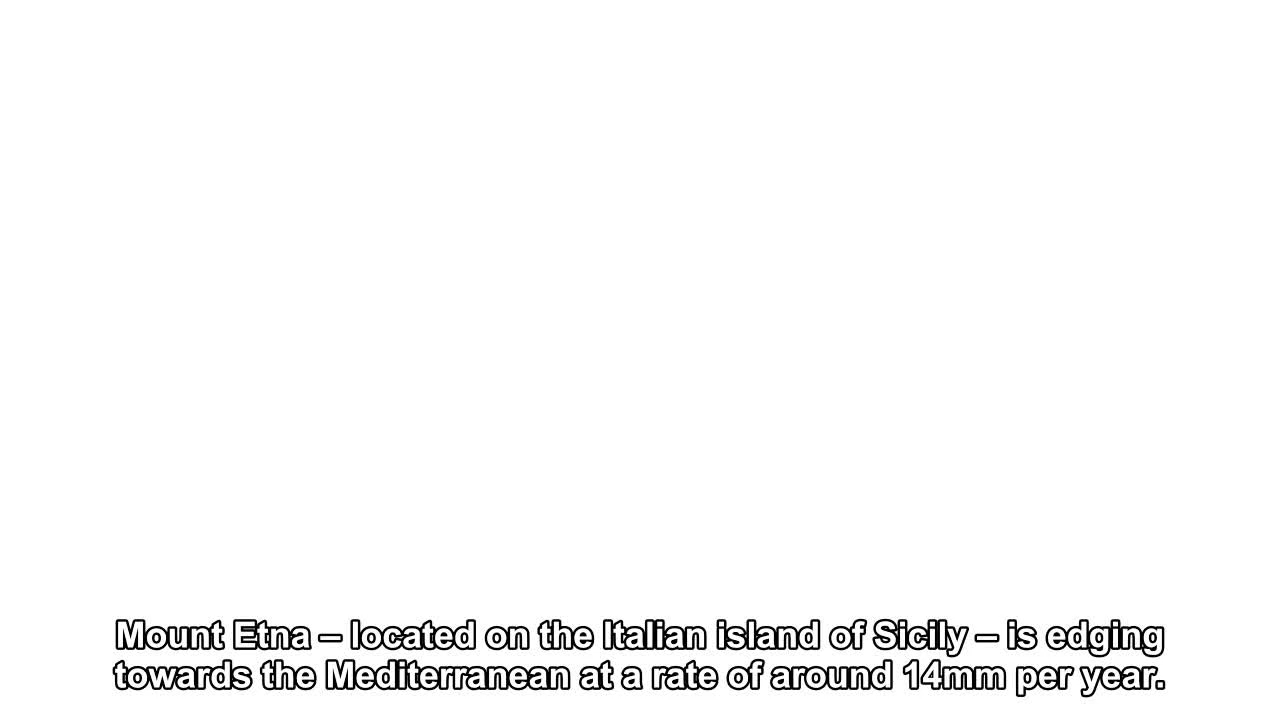 Mount Etna – located on the Italian island of Sicily – is edging
towards the Mediterranean at a rate of around 14mm per year.